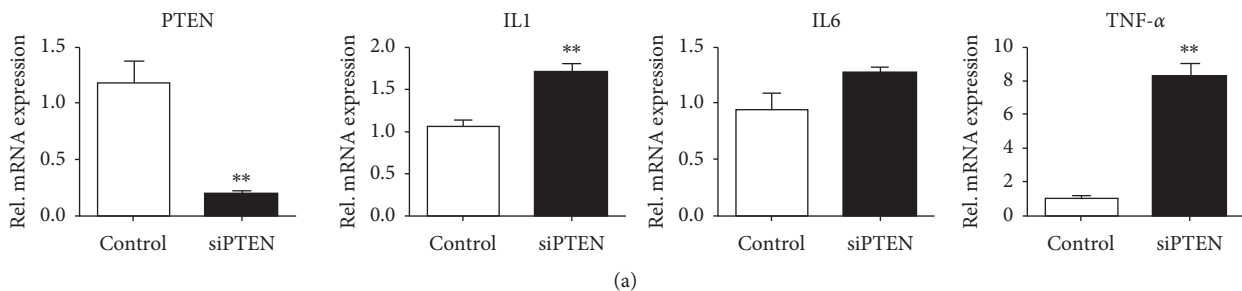 PTEN
Rel. mRNA expression
1.5
1.0
0.5
0.0
**
Control siPTEN
IL1
Rel. mRNA expression
2.0
1.5
1.0
0.5
0.0
**
Control siPTEN
IL6
Rel. mRNA expression
1.5
1.0
0.5
0.0
Control siPTEN
TNF-α
Rel. mRNA expression
10
8
6
4
2
0
**
Control siPTEN
(a)